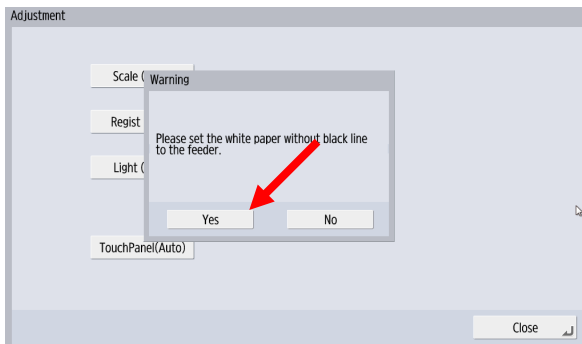 Adjustment
Scale (
Warning
Regist
Please set the white paper without black line
to the feeder.
Light (
Yes
No
TouchPanel(Auto)
Close